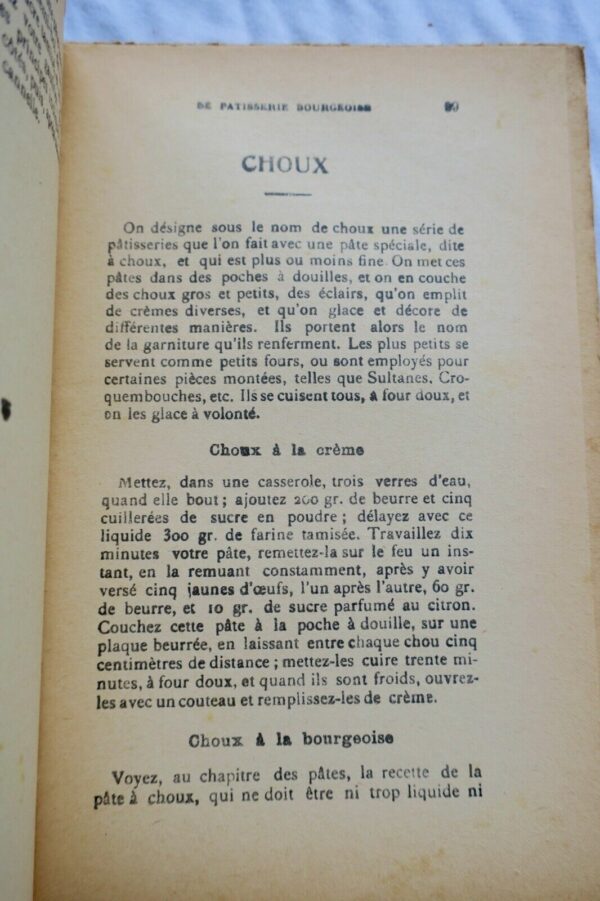 DE PATISSERIE BOURGEOISE 99
CHOUX
On désigne sous le nom de choux une série de
pâtisseries que l'on fait avec une pâte spéciale, dite
à choux, et qui est plus ou moins fine. On met ces
pâtes dans des poches à douilles, et on en couche
des choux gros et petits, des éclairs, qu'on emplit
de crèmes diverses, et qu'on glace et décore de
différentes manières. Ils portent alors le nom
de la garniture qu'ils renferment. Les plus petits se
servent comme petits fours, ou sont employés pour
certaines pièces montées, telles que Sultanes, Cro-
quembouches, etc. Ils se cuisent tous, à four doux, et
on les glace à volonté.
Choux à la crème
Mettez, dans une casserole, trois verres d'eau,
quand elle bout ; ajoutez 200 gr. de beurre et cinq
cuillerées de sucre en poudre ; délayez avec ce
liquide 300 gr. de farine tamisée. Travaillez dix
minutes votre pâte, remettez-la sur le feu un ins-
tant, en la remuant constamment, après y avoir
versé cinq jaunes d'œufs, l'un après l'autre, 60 gr.
de beurre, et 10 gr. de sucre parfumé au citron.
Couchez cette pâte à la poche à douille, sur une
plaque beurrée, en laissant entre chaque chou cinq
centimètres de distance ; mettez-les cuire trente mi-
nutes, à four doux, et quand ils sont froids, ouvrez-
les avec un couteau et remplissez-les de crème.
Choux à la bourgeoise
Voyez, au chapitre des pâtes, la recette de la
pâte à choux, qui ne doit être ni trop liquide ni